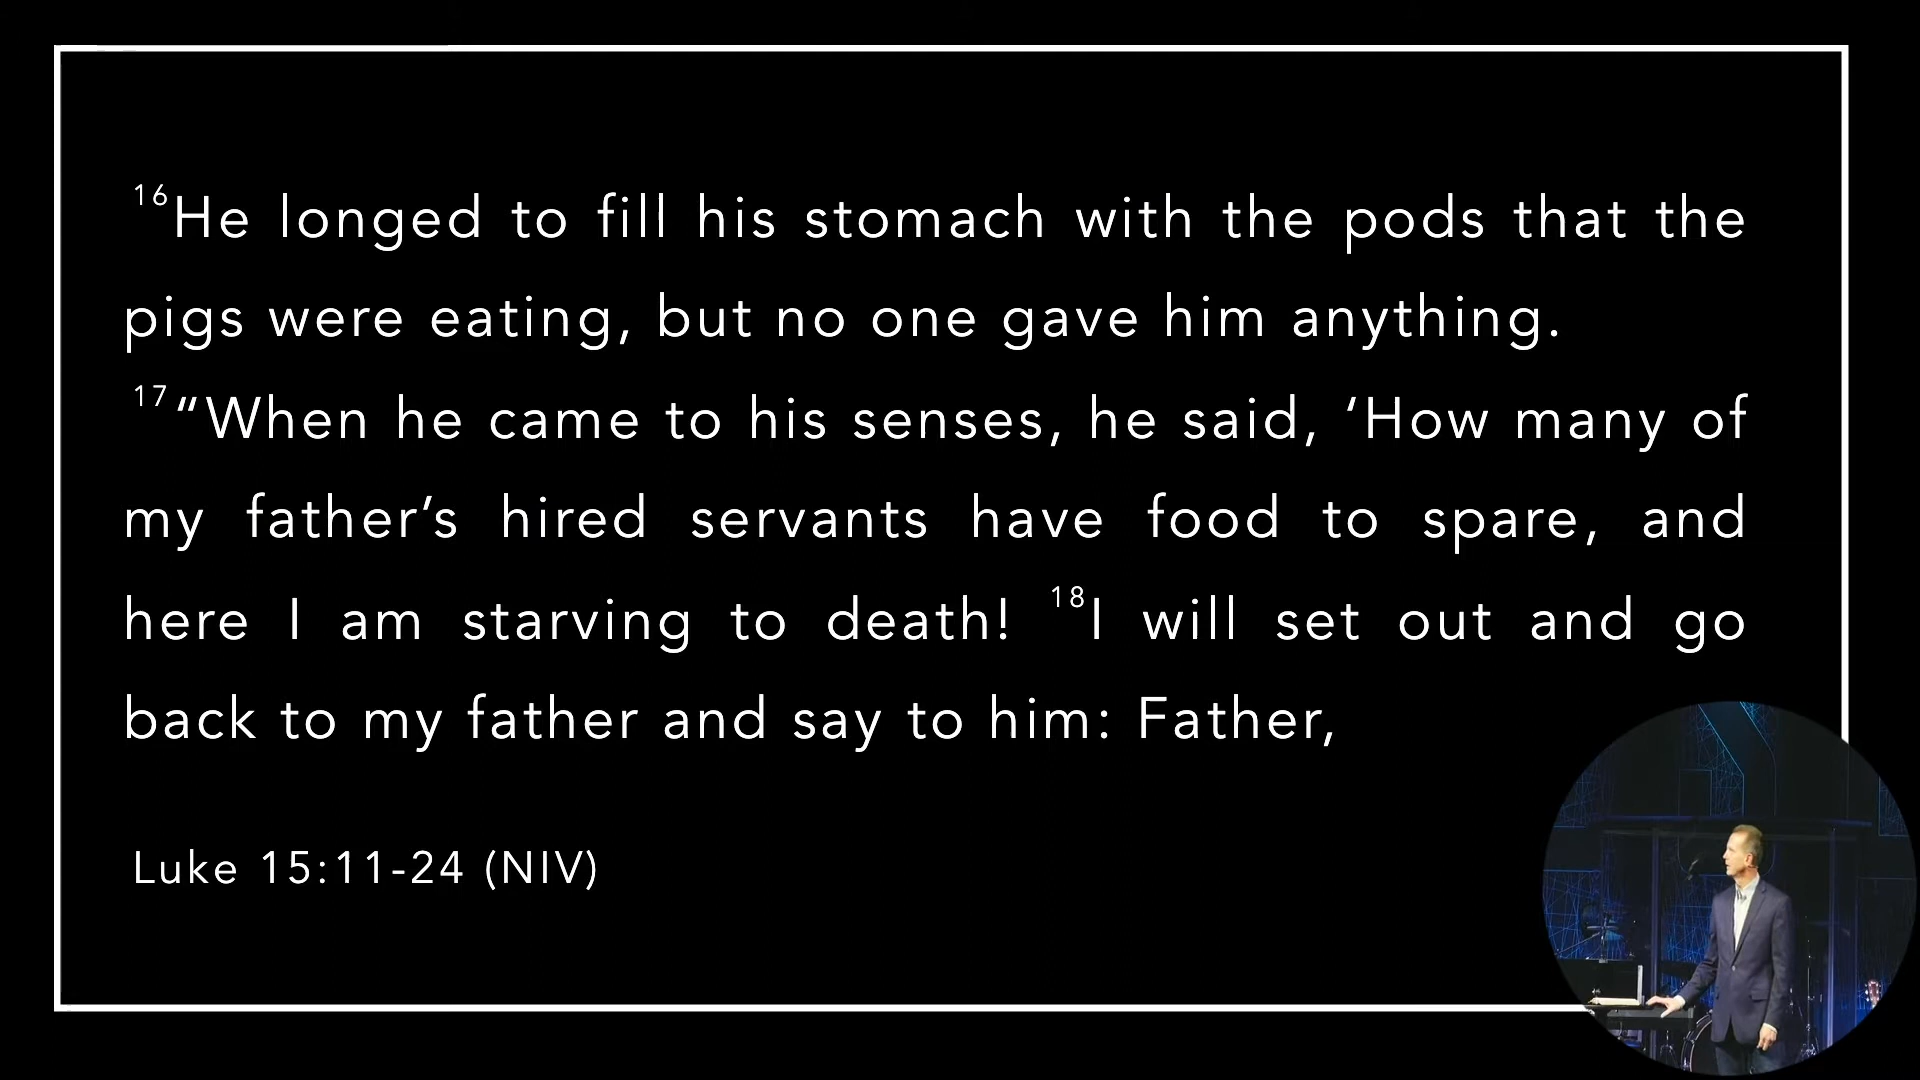 16He longed to fill his stomach with the pods that the
pigs were eating, but no one gave him anything.
17“When he came to his senses, he said, ‘How many of
my father’s hired servants have food to spare, and
here I am starving to death! 18I will set out and go
back to my father and say to him: Father,
Luke 15:11-24 (NIV)